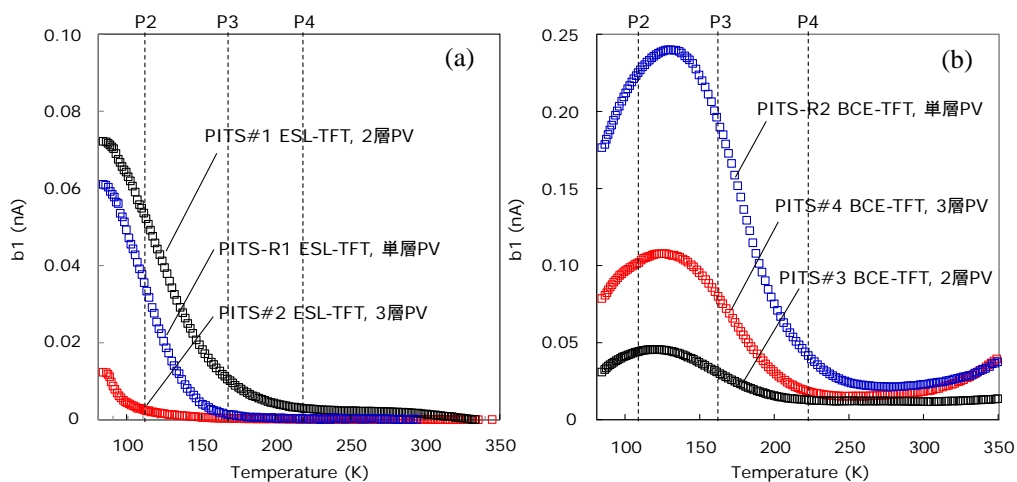 P2 P3 P4
0.10
0.08
0.06
0.04
0.02
0
b1 (nA)
(a)
PITS#1 ESL-TFT, 2層PV
PITS-R1 ESL-TFT, 単層PV
PITS#2 ESL-TFT, 3層PV
100 150 200 250 300 350
Temperature (K)
P2 P3 P4
0.25
0.20
0.15
0.10
0.05
0
b1 (nA)
(b)
PITS-R2 BCE-TFT, 単層PV
PITS#4 BCE-TFT, 3層PV
PITS#3 BCE-TFT, 2層PV
100 150 200 250 300 350
Temperature (K)